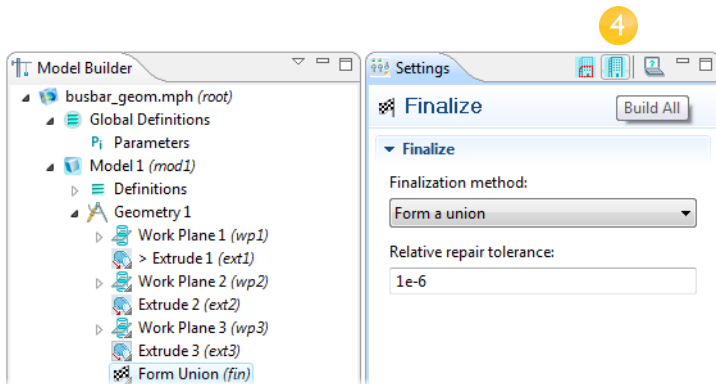 4
Model Builder
busbar_geom.mph (root)
Global Definitions
Pi Parameters
Model 1 (mod1)
Definitions
Geometry 1
Work Plane 1 (wp1)
> Extrude 1 (ext1)
Work Plane 2 (wp2)
Extrude 2 (ext2)
Work Plane 3 (wp3)
Extrude 3 (ext3)
Form Union (fin)
Settings
Finalize
Build All
Finalize
Finalization method:
Form a union
Relative repair tolerance:
1e-6